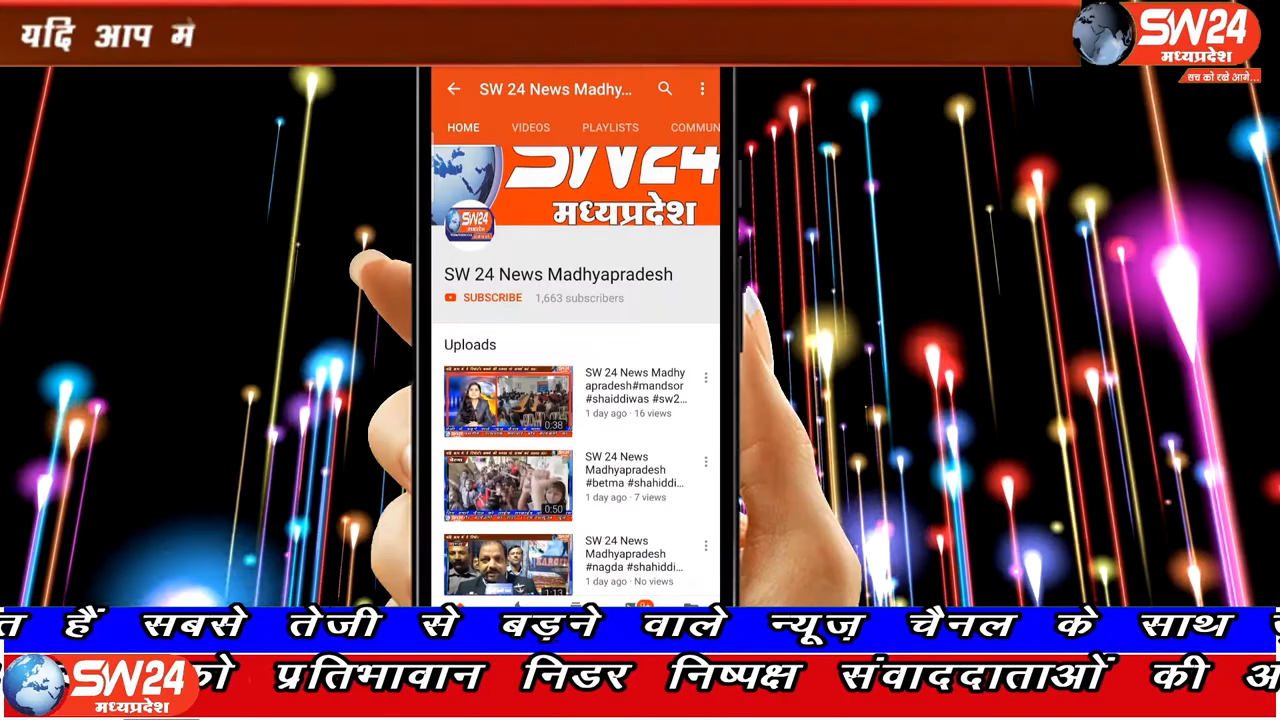 यदि आप मे
SW24
मध्यप्रदेश
सच को रखे आगे...
SW 24 News Madhy...
HOME VIDEOS PLAYLISTS COMMUN
SW24
मध्यप्रदेश
SW24
SW 24 News Madhyapradesh
SUBSCRIBE 1,663 subscribers
Uploads
SW 24 News Madhy
apradesh#mandsor
#shaiddiwas #sw2...
1 day ago · 16 views
0:38
SW 24 News
Madhyapradesh
#betma #shahiddi...
1 day ago · 7 views
0:50
SW 24 News
Madhyapradesh
#nagda #shahiddi...
1 day ago · No views
1:13
त हैं सबसे तेजी से बड़ने वाले न्यूज़ चैनल के साथ
को प्रतिभावान निडर निष्पक्ष संवाददाताओं की
SW24
मध्यप्रदेश